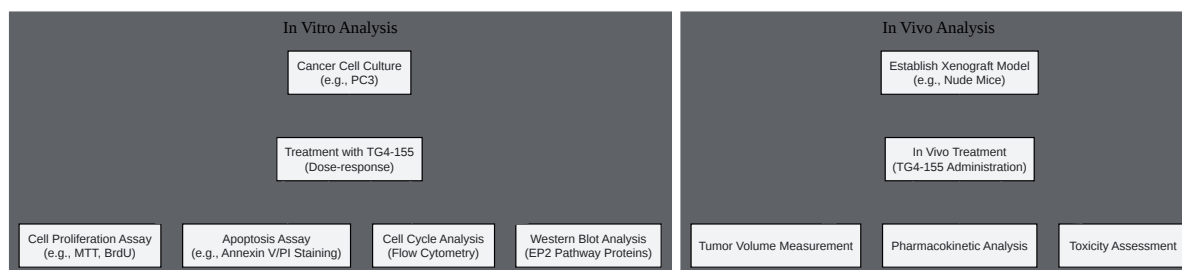 In Vitro Analysis
Cancer Cell Culture
(e.g., PC3)
Treatment with TG4-155
(Dose-response)
Cell Proliferation Assay
(e.g., MTT, BrdU)
Apoptosis Assay
(e.g., Annexin V/PI Staining)
Cell Cycle Analysis
(Flow Cytometry)
Western Blot Analysis
(EP2 Pathway Proteins)
In Vivo Analysis
Establish Xenograft Model
(e.g., Nude Mice)
In Vivo Treatment
(TG4-155 Administration)
Tumor Volume Measurement
Pharmacokinetic Analysis
Toxicity Assessment